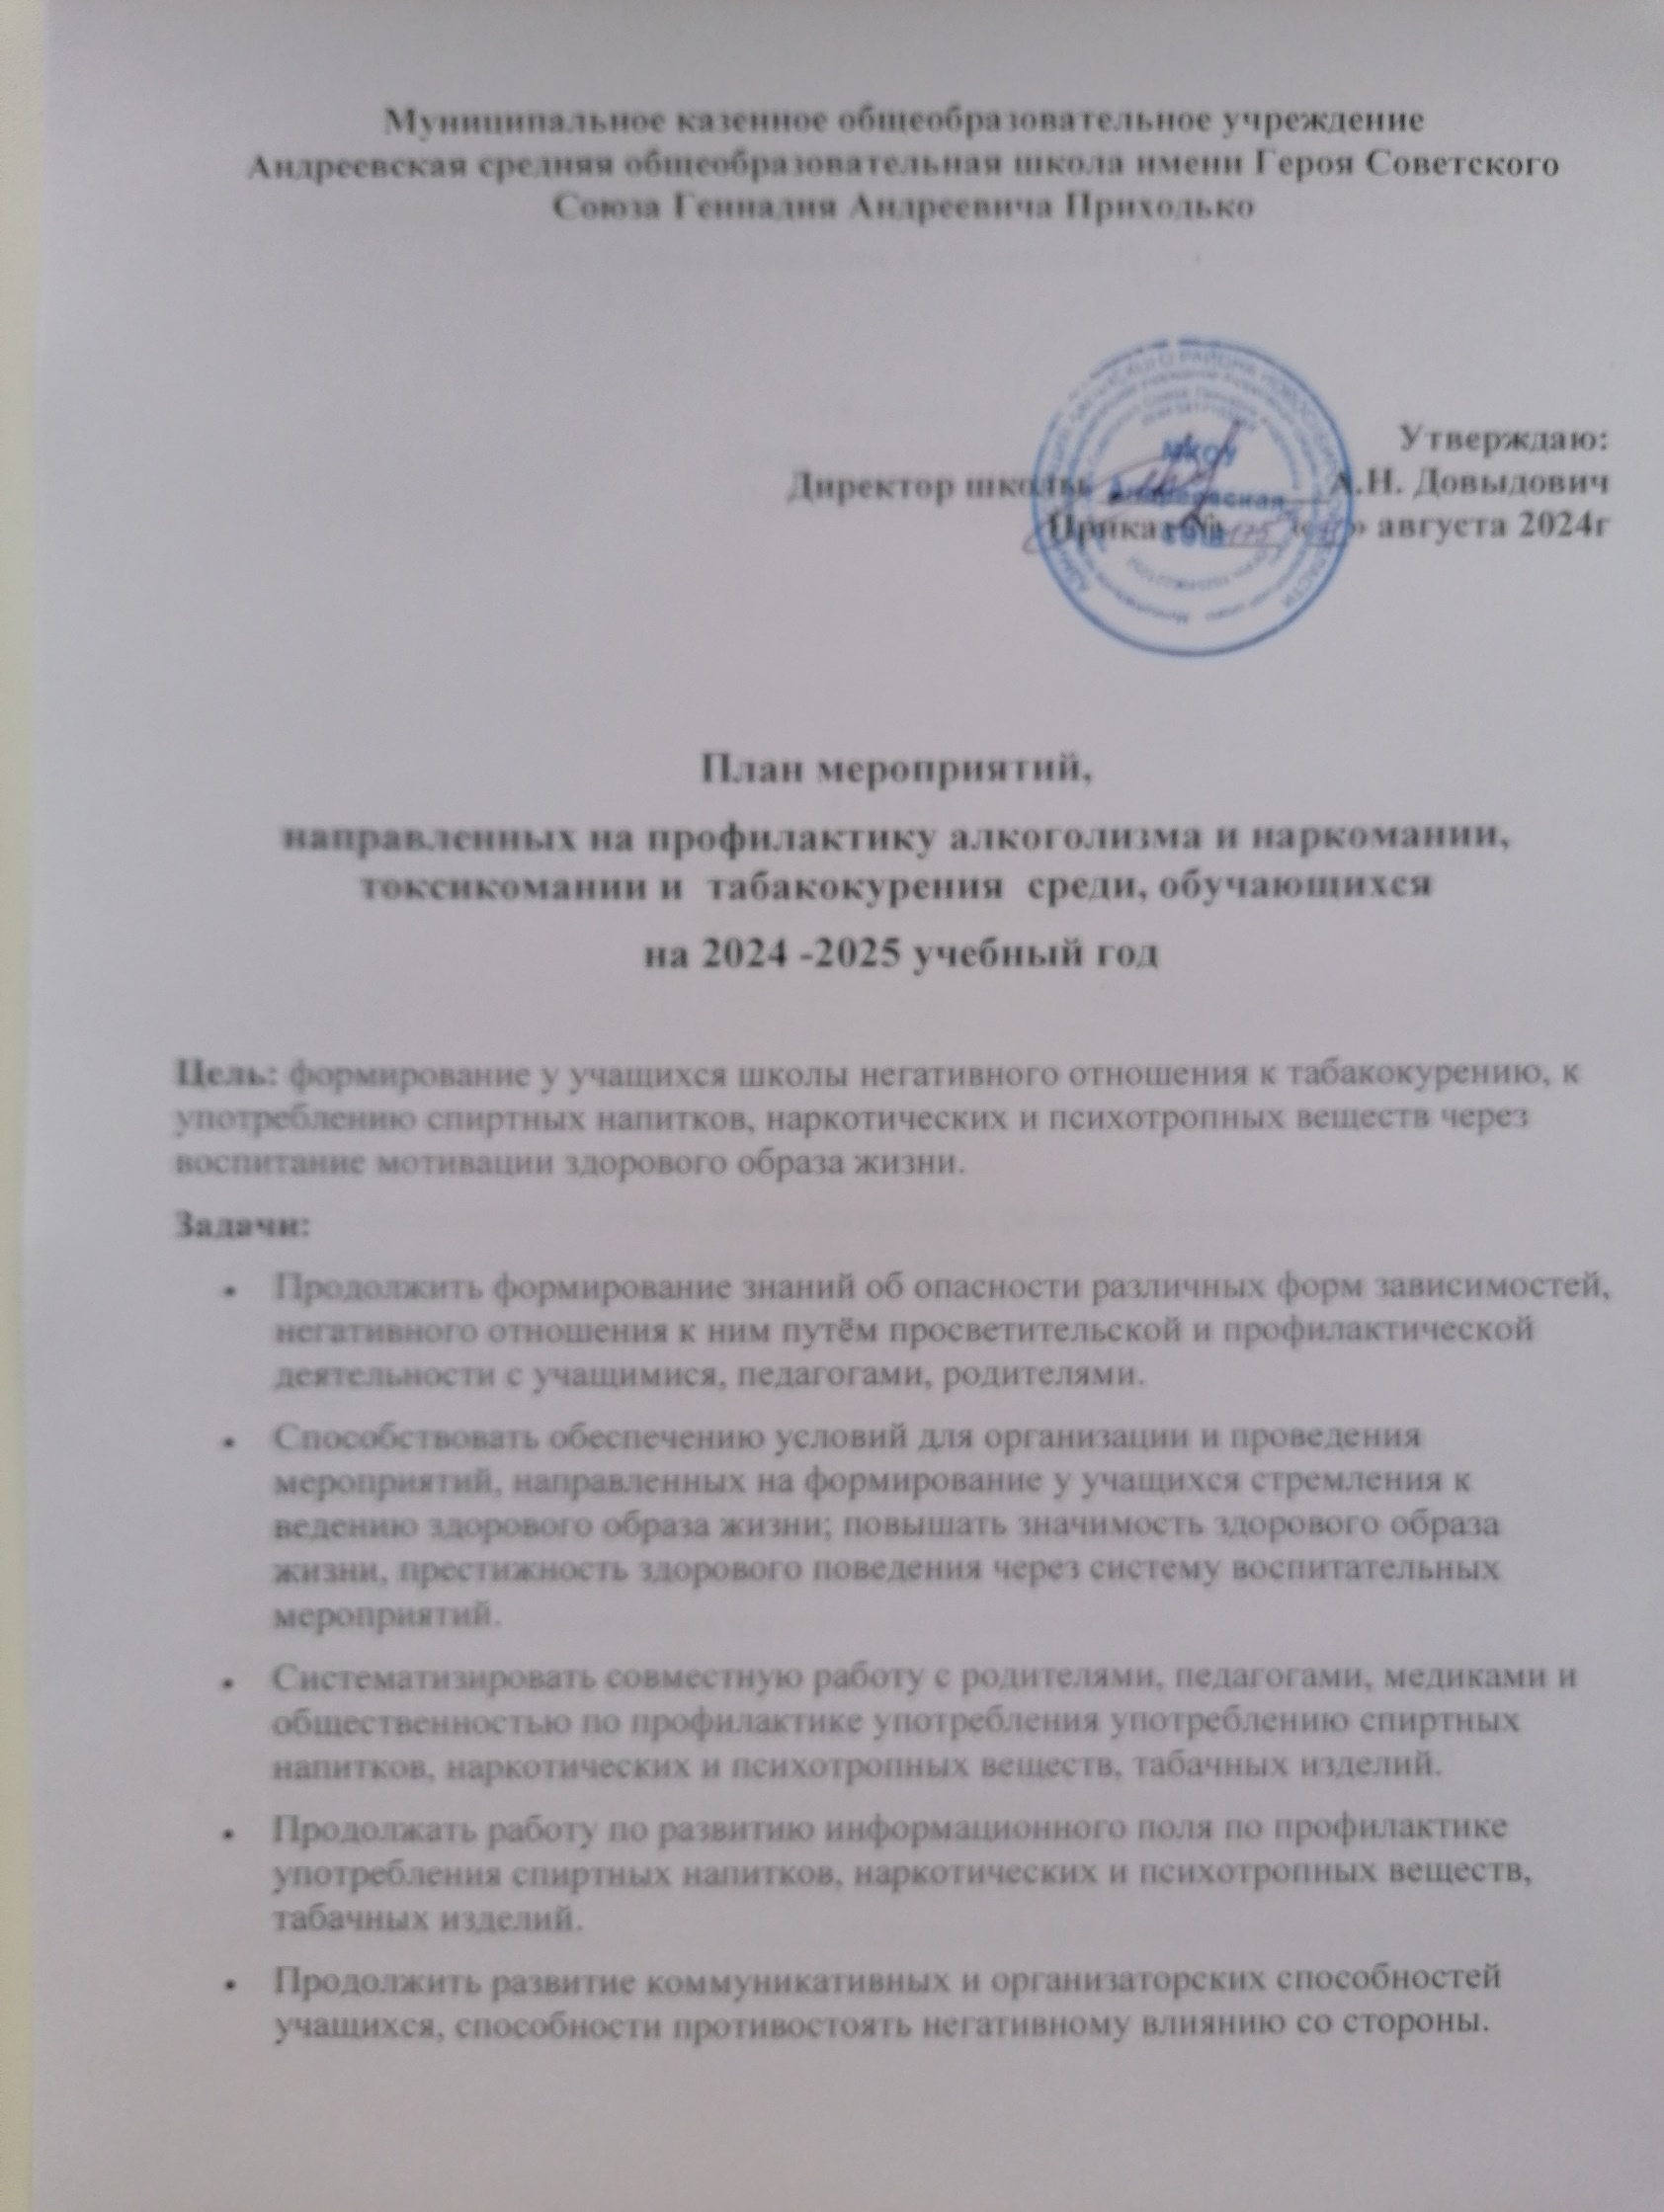 Муниципальное казенное общеобразовательное учреждение
Андреевская средняя общеобразовательная школа имени Героя Советского
Союза Геннадия Андреевича Приходько
Утверждаю:
Директор школы А.Н. Довыдович
МКОУ
Андреевская
СОШ
Приказ № 175 « » августа 2024г
План мероприятий,
направленных на профилактику алкоголизма и наркомании,
токсикомании и табакокурения среди, обучающихся
на 2024 -2025 учебный год
Цель: формирование у учащихся школы негативного отношения к табакокурению, к
употреблению спиртных напитков, наркотических и психотропных веществ через
воспитание мотивации здорового образа жизни.
Задачи:
• Продолжить формирование знаний об опасности различных форм зависимостей,
негативного отношения к ним путём просветительской и профилактической
деятельности с учащимися, педагогами, родителями.
• Способствовать обеспечению условий для организации и проведения
мероприятий, направленных на формирование у учащихся стремления к
ведению здорового образа жизни; повышать значимость здорового образа
жизни, престижность здорового поведения через систему воспитательных
мероприятий.
• Систематизировать совместную работу с родителями, педагогами, медиками и
общественностью по профилактике употребления употреблению спиртных
напитков, наркотических и психотропных веществ, табачных изделий.
• Продолжать работу по развитию информационного поля по профилактике
употребления спиртных напитков, наркотических и психотропных веществ,
табачных изделий.
• Продолжить развитие коммуникативных и организаторских способностей
учащихся, способности противостоять негативному влиянию со стороны.